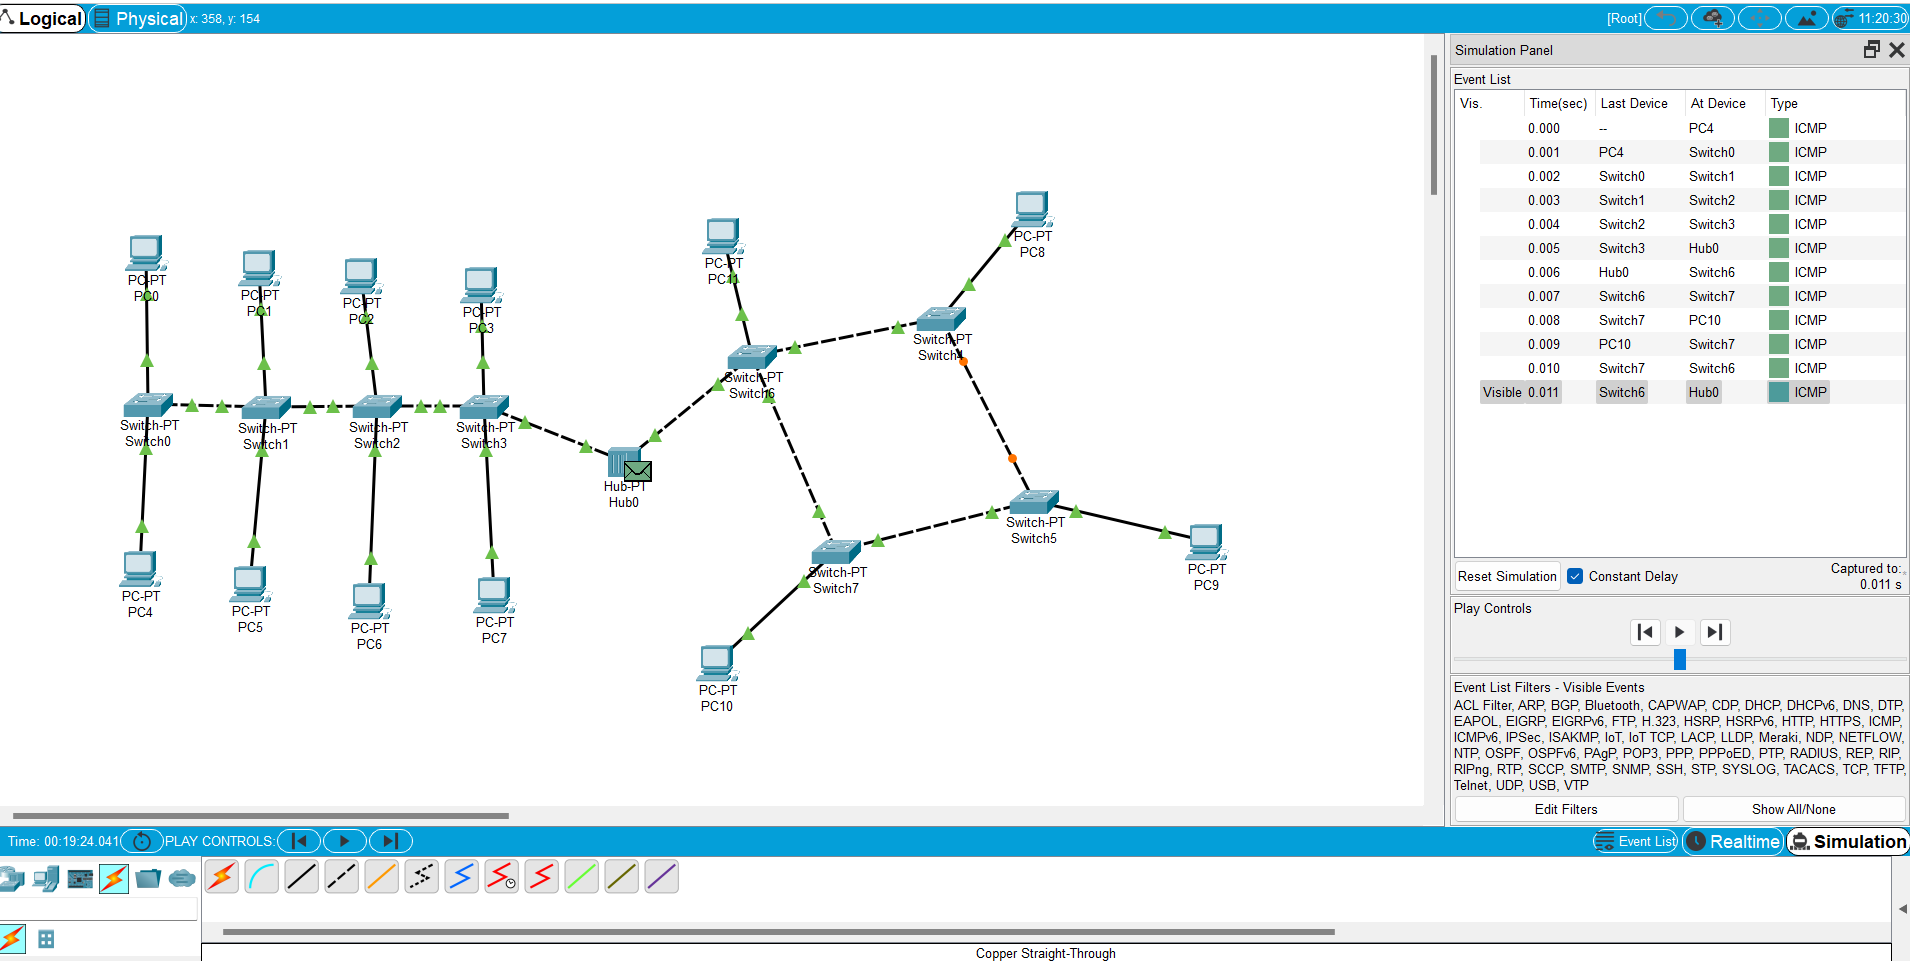 Logical
Physical
x: 358, y: 154
[Root]
11:20:30
Simulation Panel
Event List
Vis. Time(sec) Last Device At Device Type
0.000 -- PC4 ICMP
0.001 PC4 Switch0 ICMP
0.002 Switch0 Switch1 ICMP
0.003 Switch1 Switch2 ICMP
0.004 Switch2 Switch3 ICMP
0.005 Switch3 Hub0 ICMP
0.006 Hub0 Switch6 ICMP
0.007 Switch6 Switch7 ICMP
0.008 Switch7 PC10 ICMP
0.009 PC10 Switch7 ICMP
0.010 Switch7 Switch6 ICMP
Visible 0.011 Switch6 Hub0 ICMP
Reset Simulation
Constant Delay
Captured to:
0.011 s
Play Controls
Event List Filters - Visible Events
ACL Filter, ARP, BGP, Bluetooth, CAPWAP, CDP, DHCP, DHCPv6, DNS, DTP,
EAPOL, EIGRP, EIGRPv6, FTP, H.323, HSRP, HSRPv6, HTTP, HTTPS, ICMP,
ICMPv6, IPSec, ISAKMP, IoT, IoT TCP, LACP, LLDP, Meraki, NDP, NETFLOW,
NTP, OSPF, OSPFv6, PAgP, POP3, PPP, PPPoED, PTP, RADIUS, REP, RIP,
RIPng, RTP, SCCP, SMTP, SNMP, SSH, STP, SYSLOG, TACACS, TCP, TFTP,
Telnet, UDP, USB, VTP
Edit Filters
Show All/None
PC-PT
PC0
PC-PT
PC1
PC-PT
PC2
PC-PT
PC3
PC-PT
PC11
PC-PT
PC8
Switch-PT
Switch0
Switch-PT
Switch1
Switch-PT
Switch2
Switch-PT
Switch3
Switch-PT
Switch6
Switch-PT
Switch4
Hub-PT
Hub0
Switch-PT
Switch5
Switch-PT
Switch7
PC-PT
PC9
PC-PT
PC4
PC-PT
PC5
PC-PT
PC6
PC-PT
PC7
PC-PT
PC10
Time: 00:19:24.041
PLAY CONTROLS:
Event List
Realtime
Simulation
Copper Straight-Through